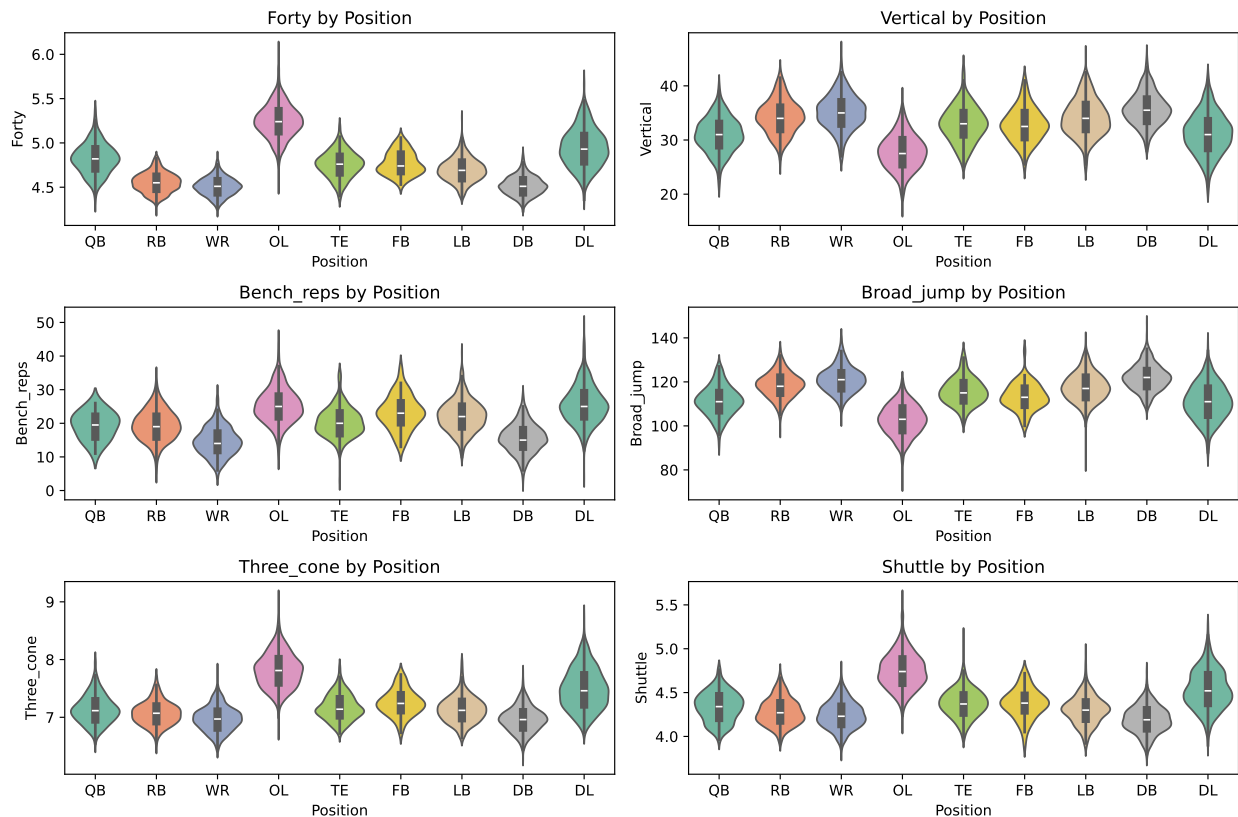 Forty by Position
Forty
6.0
5.5
5.0
4.5
QB RB WR OL TE FB LB DB DL
Position
Vertical by Position
Vertical
40
30
20
QB RB WR OL TE FB LB DB DL
Position
Bench_reps by Position
Bench_reps
50
40
30
20
10
0
QB RB WR OL TE FB LB DB DL
Position
Broad_jump by Position
Broad_jump
140
120
100
80
QB RB WR OL TE FB LB DB DL
Position
Three_cone by Position
Three_cone
9
8
7
QB RB WR OL TE FB LB DB DL
Position
Shuttle by Position
Shuttle
5.5
5.0
4.5
4.0
QB RB WR OL TE FB LB DB DL
Position